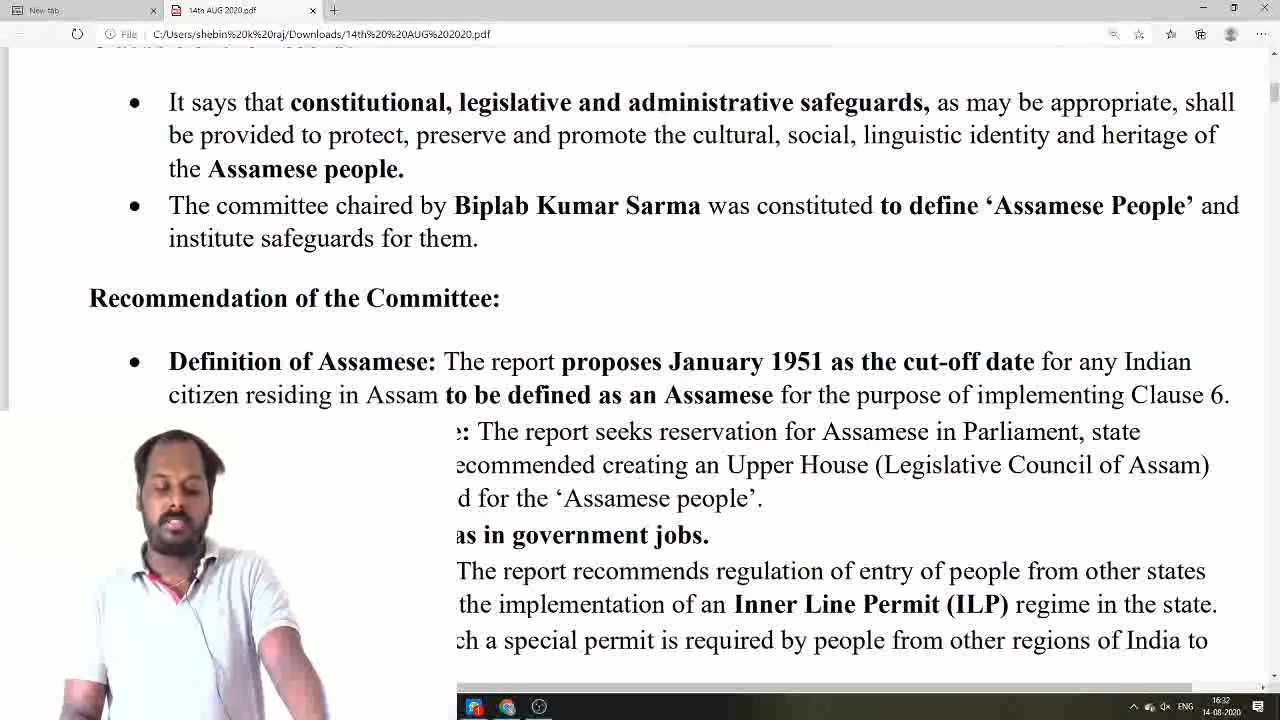 New tab
14th AUG 2020.pdf
File
C:/Users/shebin%20k%20raj/Downloads/14th%20%20AUG%202020.pdf
It says that constitutional, legislative and administrative safeguards, as may be appropriate, shall
be provided to protect, preserve and promote the cultural, social, linguistic identity and heritage of
the Assamese people.
The committee chaired by Biplab Kumar Sarma was constituted to define ‘Assamese People’ and
institute safeguards for them.
Recommendation of the Committee:
Definition of Assamese: The report proposes January 1951 as the cut-off date for any Indian
citizen residing in Assam to be defined as an Assamese for the purpose of implementing Clause 6.
: The report seeks reservation for Assamese in Parliament, state
ecommended creating an Upper House (Legislative Council of Assam)
d for the ‘Assamese people’.
as in government jobs.
The report recommends regulation of entry of people from other states
the implementation of an Inner Line Permit (ILP) regime in the state.
ch a special permit is required by people from other regions of India to
1
ENG
16:32
14-08-2020